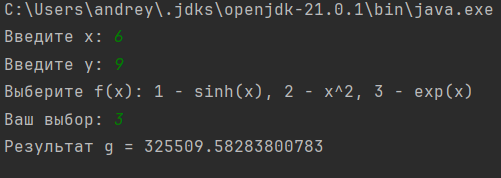 C:\Users\andrey\.jdks\openjdk-21.0.1\bin\java.exe
Введите x: 6
Введите y: 9
Выберите f(x): 1 - sinh(x), 2 - x^2, 3 - exp(x)
Ваш выбор: 3
Результат g = 325509.58283800783